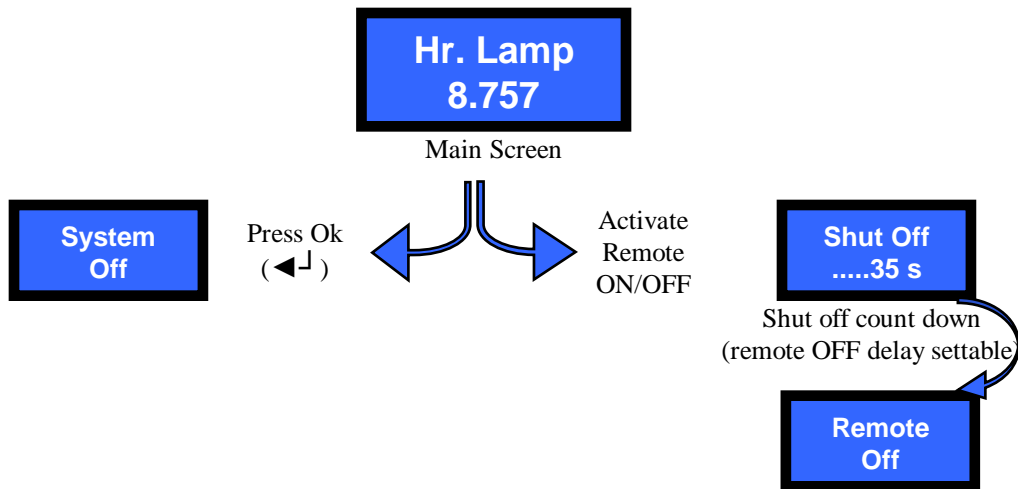 Hr. Lamp
8.757
Main Screen
System
Off
Press Ok
(◄┘)
Activate
Remote
ON/OFF
Shut Off
.....35 s
Shut off count down
(remote OFF delay settable)
Remote
Off